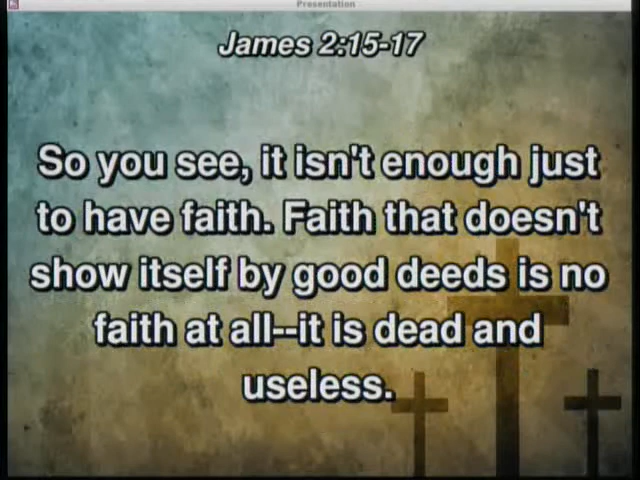 Presentation
James 2:15-17
So you see, it isn't enough just
to have faith. Faith that doesn't
show itself by good deeds is no
faith at all--it is dead and
useless.